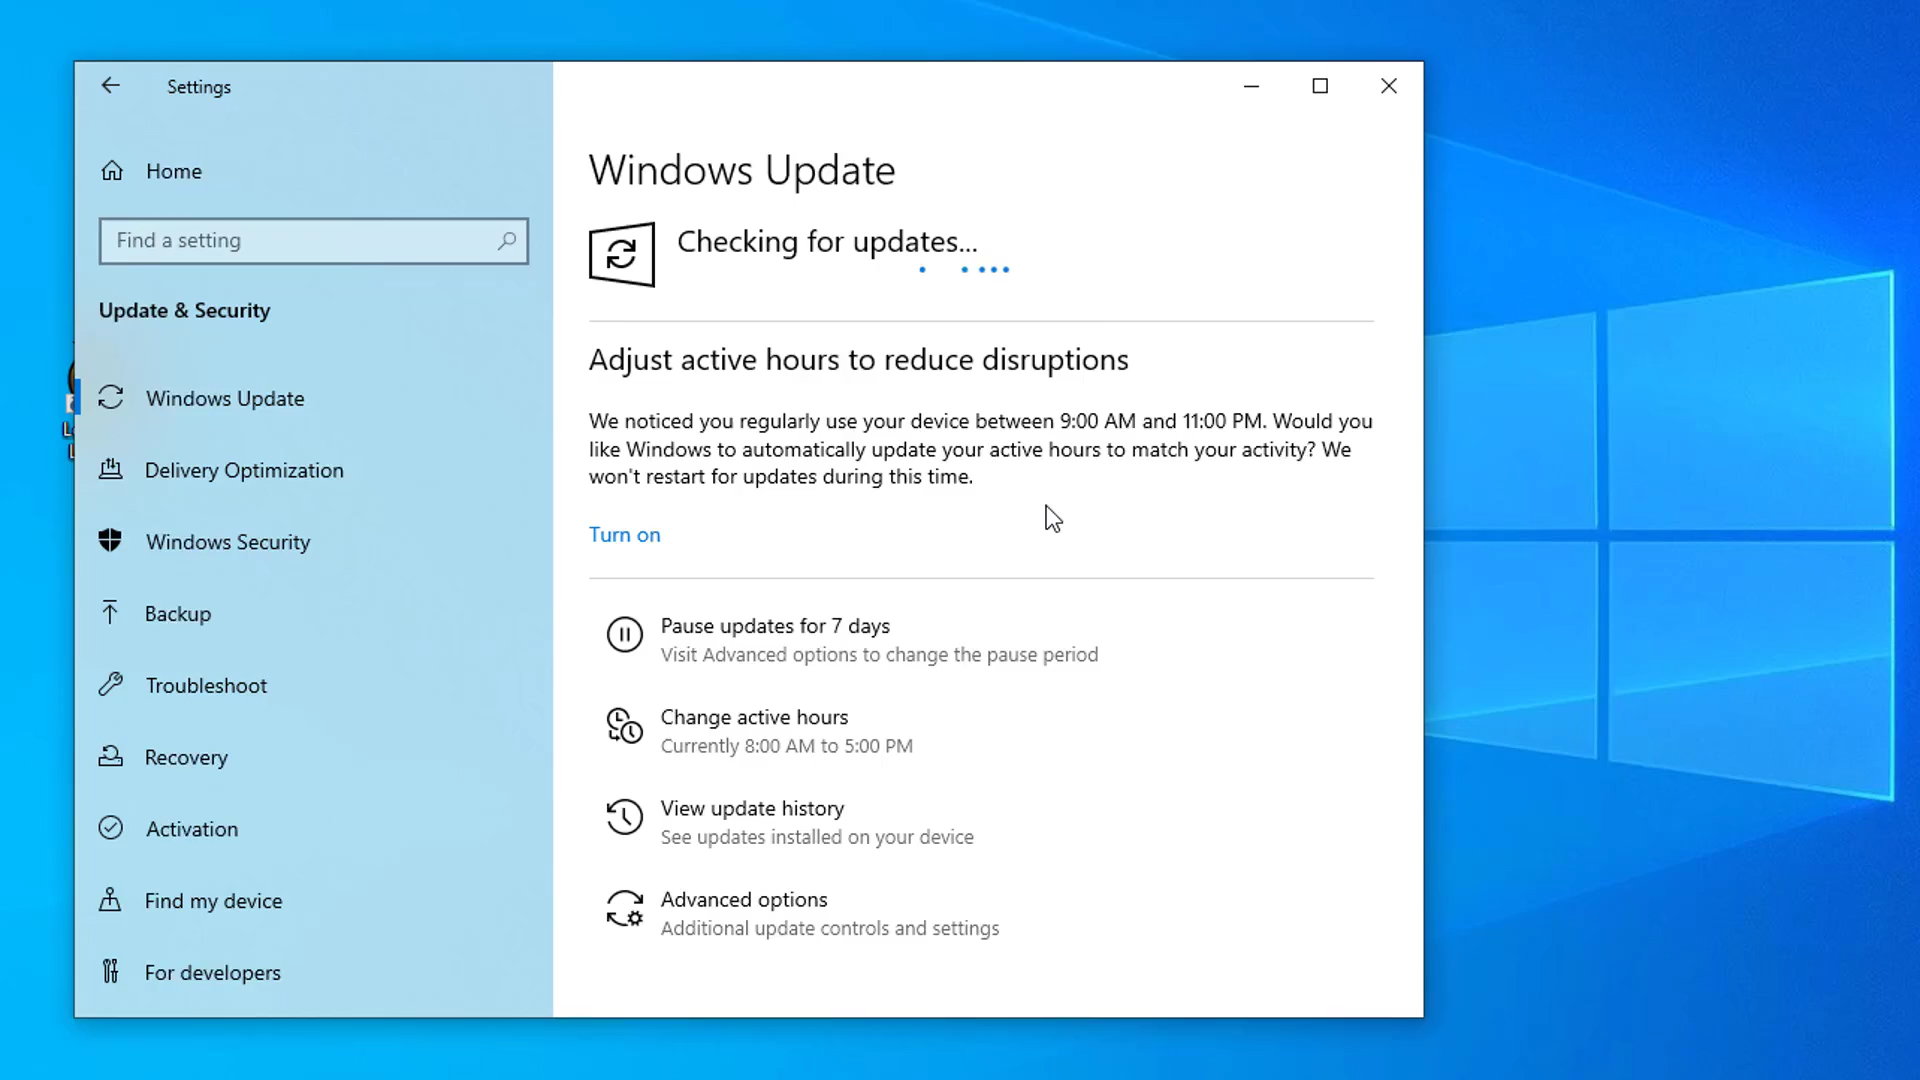 Settings
Home
Find a setting
Update & Security
Windows Update
Delivery Optimization
Windows Security
Backup
Troubleshoot
Recovery
Activation
Find my device
For developers
Windows Update
Checking for updates...
Adjust active hours to reduce disruptions
We noticed you regularly use your device between 9:00 AM and 11:00 PM. Would you
like Windows to automatically update your active hours to match your activity? We
won't restart for updates during this time.
Turn on
Pause updates for 7 days
Visit Advanced options to change the pause period
Change active hours
Currently 8:00 AM to 5:00 PM
View update history
See updates installed on your device
Advanced options
Additional update controls and settings